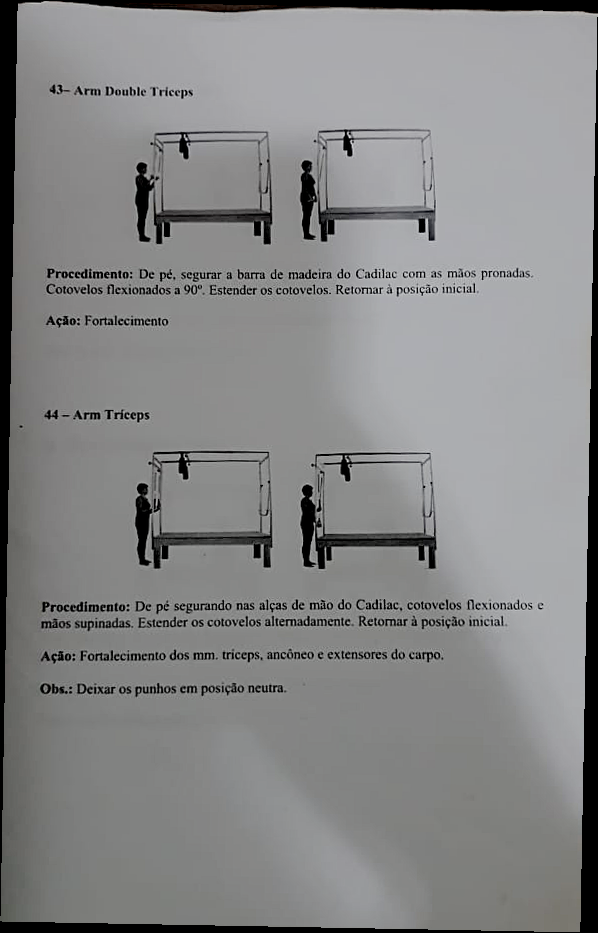 43– Arm Double Tríceps
Procedimento: De pé, segurar a barra de madeira do Cadilac com as mãos pronadas.
Cotovelos flexionados a 90º. Estender os cotovelos. Retornar à posição inicial.
Ação: Fortalecimento
44 – Arm Tríceps
Procedimento: De pé segurando nas alças de mão do Cadilac, cotovelos flexionados e
mãos supinadas. Estender os cotovelos alternadamente. Retornar à posição inicial.
Ação: Fortalecimento dos mm. tríceps, ancôneo e extensores do carpo.
Obs.: Deixar os punhos em posição neutra.